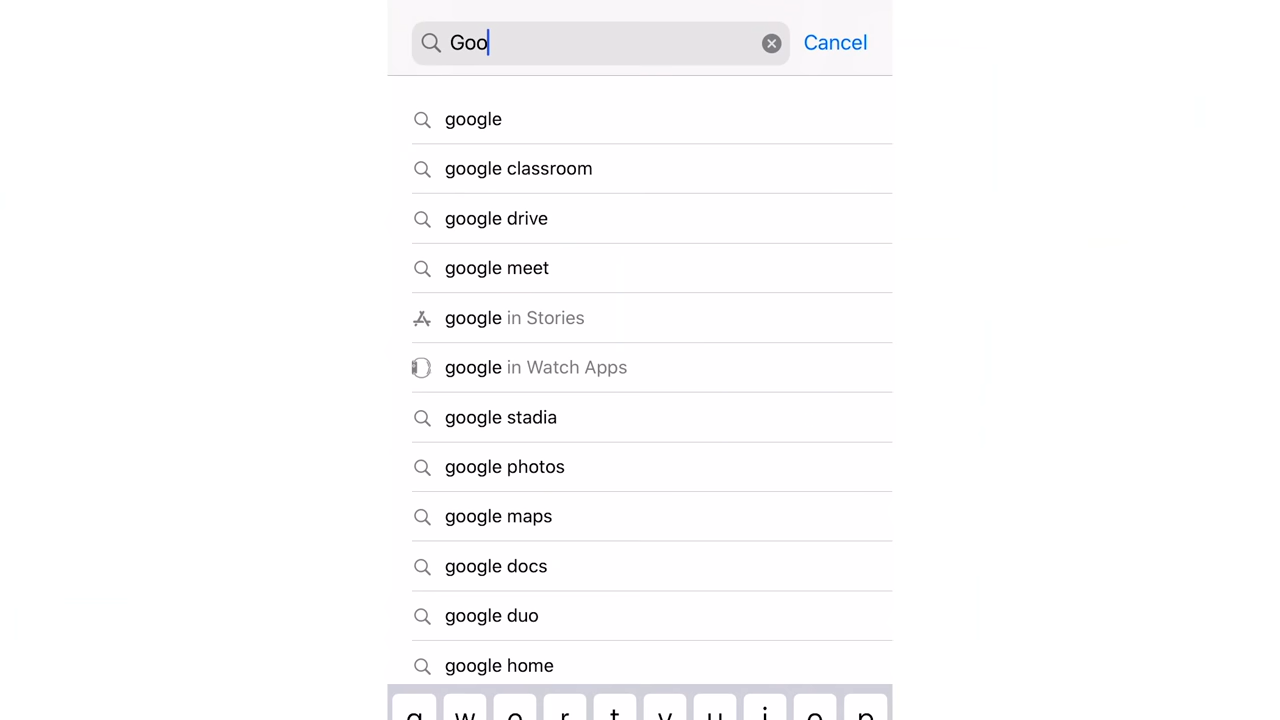 Goo
Cancel
google
google classroom
google drive
google meet
google in Stories
google in Watch Apps
google stadia
google photos
google maps
google docs
google duo
google home
q w e r t y u i o p